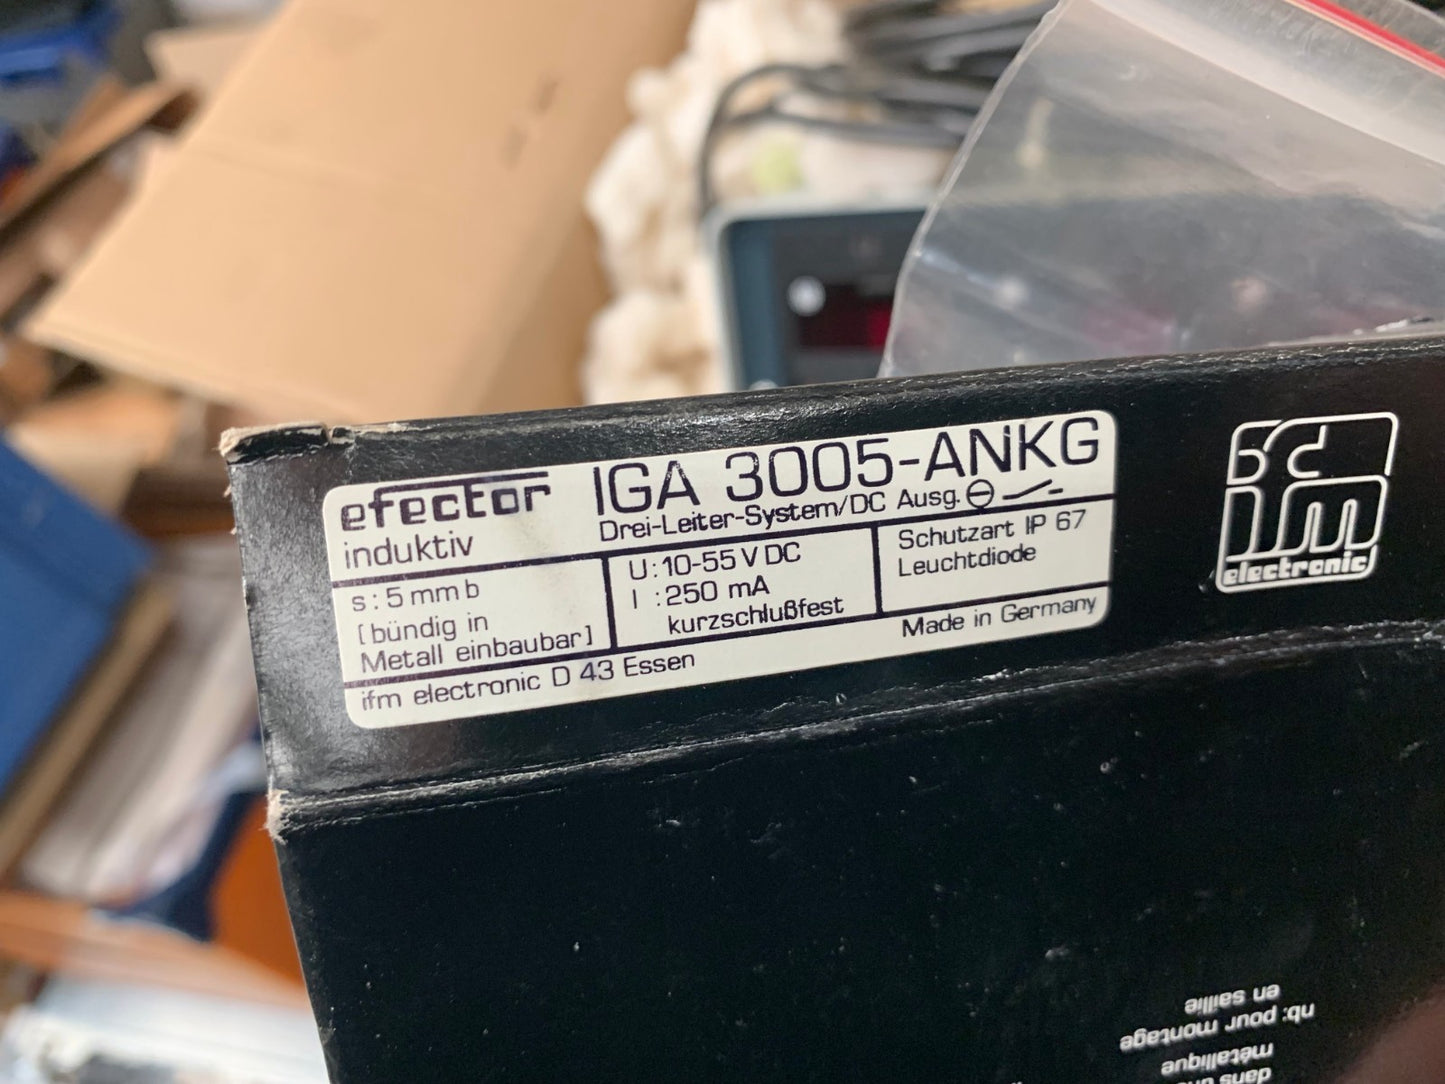 efector IGA 3005-ANKG
induktiv Drei-Leiter-System/DC Ausg.
s: 5 mm b
[bündig in
Metall einbaubar]
U: 10-55 V DC
I : 250 mA
kurzschlußfest
Schutzart IP 67
Leuchtdiode
ifm electronic D 43 Essen Made in Germany
ifm
electronic
métallique
nb: pour montage
en saillie